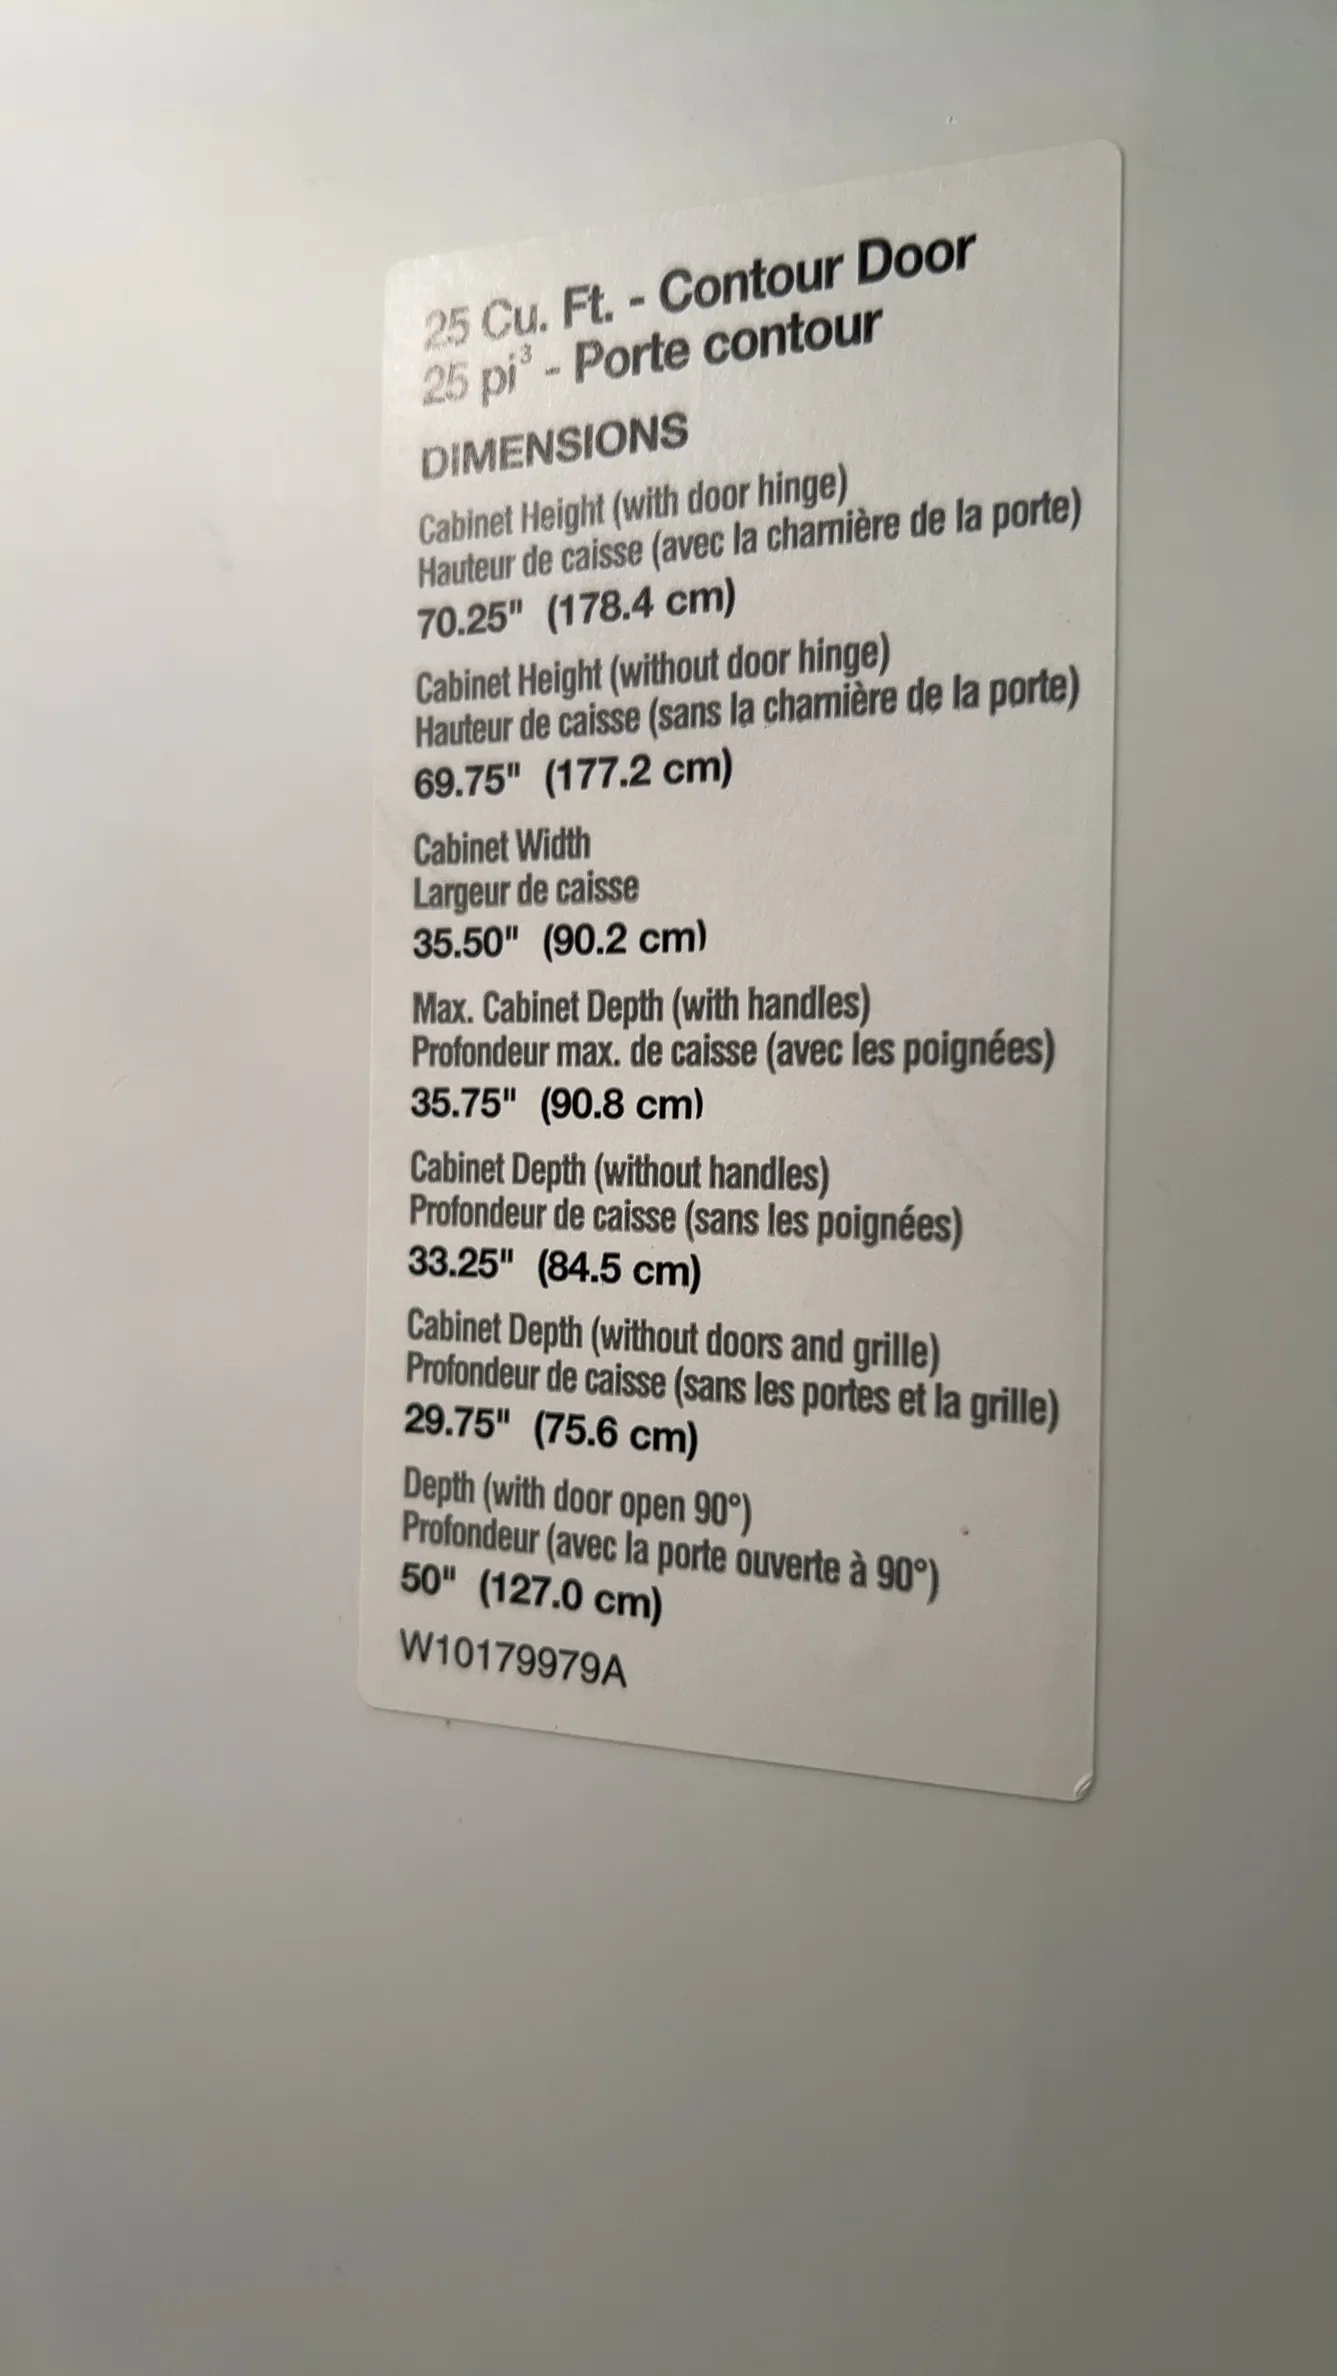 25 Cu. Ft. - Contour Door
25 pi³ - Porte contour
DIMENSIONS
Cabinet Height (with door hinge)
Hauteur de caisse (avec la charnière de la porte)
70.25" (178.4 cm)
Cabinet Height (without door hinge)
Hauteur de caisse (sans la charnière de la porte)
69.75" (177.2 cm)
Cabinet Width
Largeur de caisse
35.50" (90.2 cm)
Max. Cabinet Depth (with handles)
Profondeur max. de caisse (avec les poignées)
35.75" (90.8 cm)
Cabinet Depth (without handles)
Profondeur de caisse (sans les poignées)
33.25" (84.5 cm)
Cabinet Depth (without doors and grille)
Profondeur de caisse (sans les portes et la grille)
29.75" (75.6 cm)
Depth (with door open 90°)
Profondeur (avec la porte ouverte à 90°)
50" (127.0 cm)
W10179979A